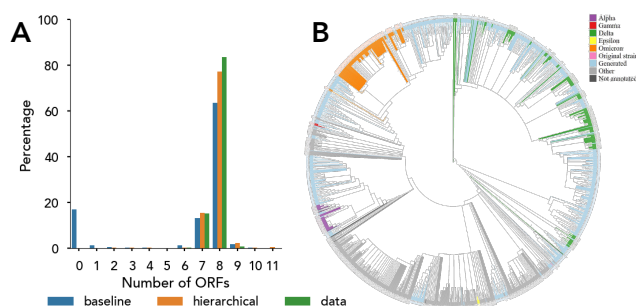 A
Percentage
100
80
60
40
20
0
0 1 2 3 4 5 6 7 8 9 10 11
Number of ORFs
baseline hierarchical data
B
Alpha
Gamma
Delta
Epsilon
Omicron
Original strain
Generated
Other
Not annotated